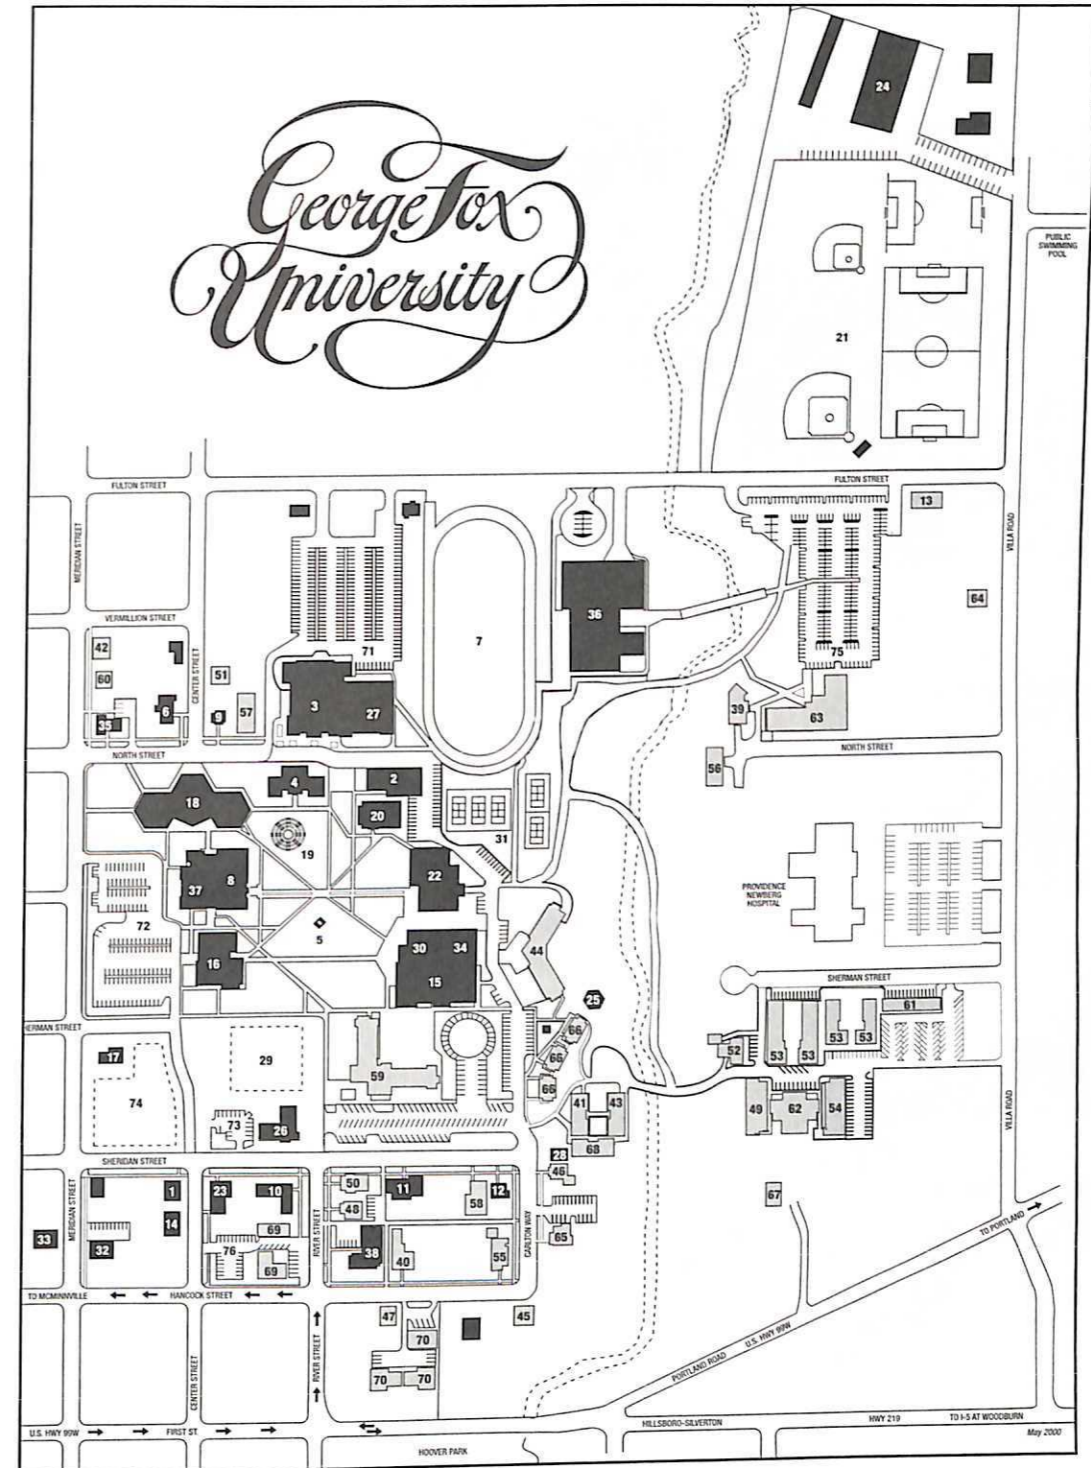 George Fox
University
24
PUBLIC
SWIMMING
POOL
21
FULTON STREET
FULTON STREET
13
MERIDIAN STREET
VILLA ROAD
36
64
VERMILLION STREET
7
42
71
75
CENTER STREET
60
51
39
6
9
57
3
27
63
35
NORTH STREET
NORTH STREET
56
4
2
18
20
31
19
22
37
8
PROVIDENCE
NEWBERG
HOSPITAL
72
5
30
34
44
16
15
SHERMAN STREET
25
61
HERMAN STREET
66
53
53
17
29
66
52
53
53
59
66
74
41
43
49
62
54
73
26
VILLA ROAD
68
SHERIDAN STREET
28
46
MERIDIAN STREET
1
23
10
50
11
12
67
58
48
14
69
RIVER STREET
CARLTON WAY
TO PORTLAND
33
32
76
38
65
69
40
55
TO MCMINNVILLE
HANCOCK STREET
47
45
70
RIVER STREET
U.S. HWY 99W
PORTLAND ROAD
CENTER STREET
70
70
HILLSBORO-SILVERTON
HWY 219
TO I-5 AT WOODBURN
U.S. HWY 99W
FIRST ST.
May 2000
HOOVER PARK